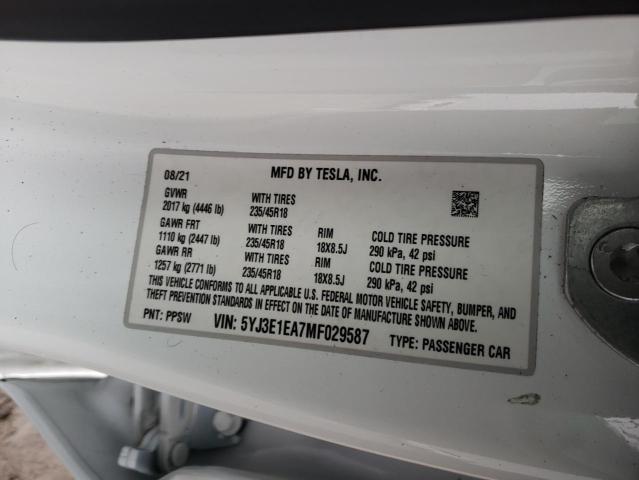 08/21 MFD BY TESLA, INC.
GVWR WITH TIRES
2017 kg (4446 lb) 235/45R18
GAWR FRT WITH TIRES RIM COLD TIRE PRESSURE
1110 kg (2447 lb) 235/45R18 18X8.5J 290 kPa, 42 psi
GAWR RR WITH TIRES RIM COLD TIRE PRESSURE
1257 kg (2771 lb) 235/45R18 18X8.5J 290 kPa, 42 psi
THIS VEHICLE CONFORMS TO ALL APPLICABLE U.S. FEDERAL MOTOR VEHICLE SAFETY, BUMPER, AND
THEFT PREVENTION STANDARDS IN EFFECT ON THE DATE OF MANUFACTURE SHOWN ABOVE.
PNT: PPSW VIN: 5YJ3E1EA7MF029587 TYPE: PASSENGER CAR